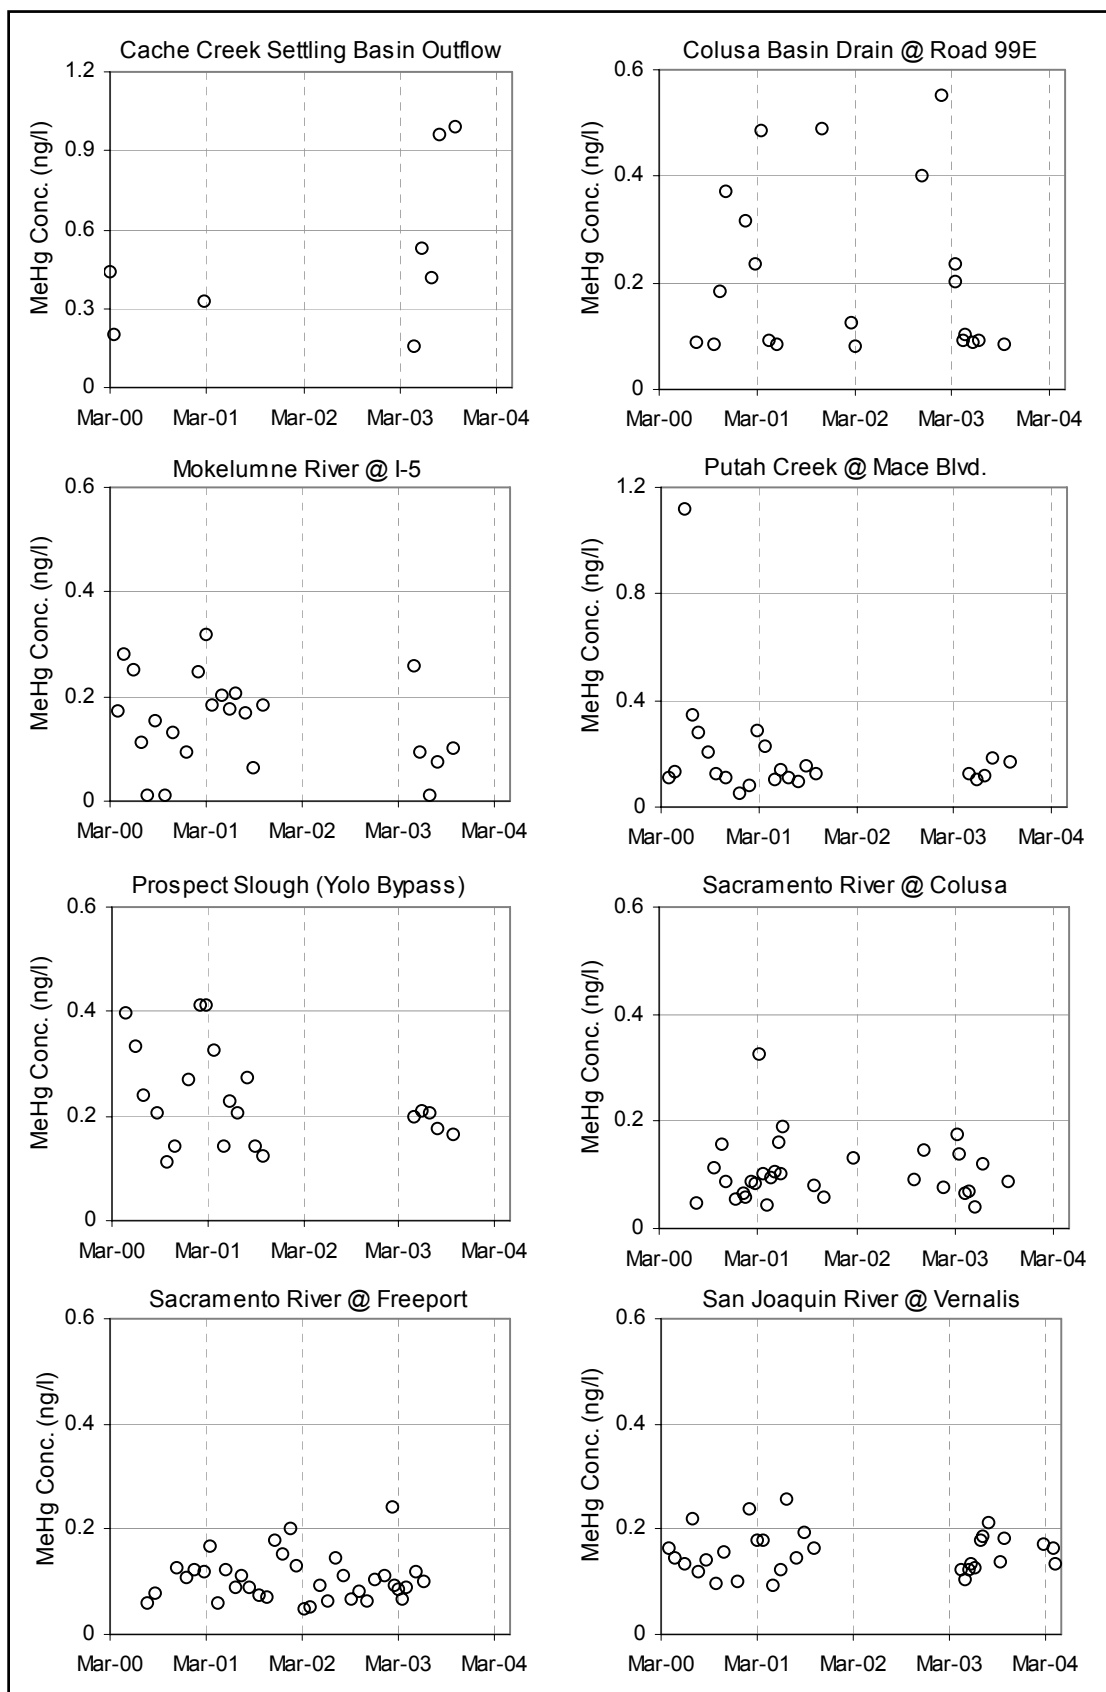 Cache Creek Settling Basin Outflow
MeHg Conc. (ng/l)
1.2
0.9
0.6
0.3
0
Mar-00 Mar-01 Mar-02 Mar-03 Mar-04
Colusa Basin Drain @ Road 99E
MeHg Conc. (ng/l)
0.6
0.4
0.2
0
Mar-00 Mar-01 Mar-02 Mar-03 Mar-04
Mokelumne River @ I-5
MeHg Conc. (ng/l)
0.6
0.4
0.2
0
Mar-00 Mar-01 Mar-02 Mar-03 Mar-04
Putah Creek @ Mace Blvd.
MeHg Conc. (ng/l)
1.2
0.8
0.4
0
Mar-00 Mar-01 Mar-02 Mar-03 Mar-04
Prospect Slough (Yolo Bypass)
MeHg Conc. (ng/l)
0.6
0.4
0.2
0
Mar-00 Mar-01 Mar-02 Mar-03 Mar-04
Sacramento River @ Colusa
MeHg Conc. (ng/l)
0.6
0.4
0.2
0
Mar-00 Mar-01 Mar-02 Mar-03 Mar-04
Sacramento River @ Freeport
MeHg Conc. (ng/l)
0.6
0.4
0.2
0
Mar-00 Mar-01 Mar-02 Mar-03 Mar-04
San Joaquin River @ Vernalis
MeHg Conc. (ng/l)
0.6
0.4
0.2
0
Mar-00 Mar-01 Mar-02 Mar-03 Mar-04